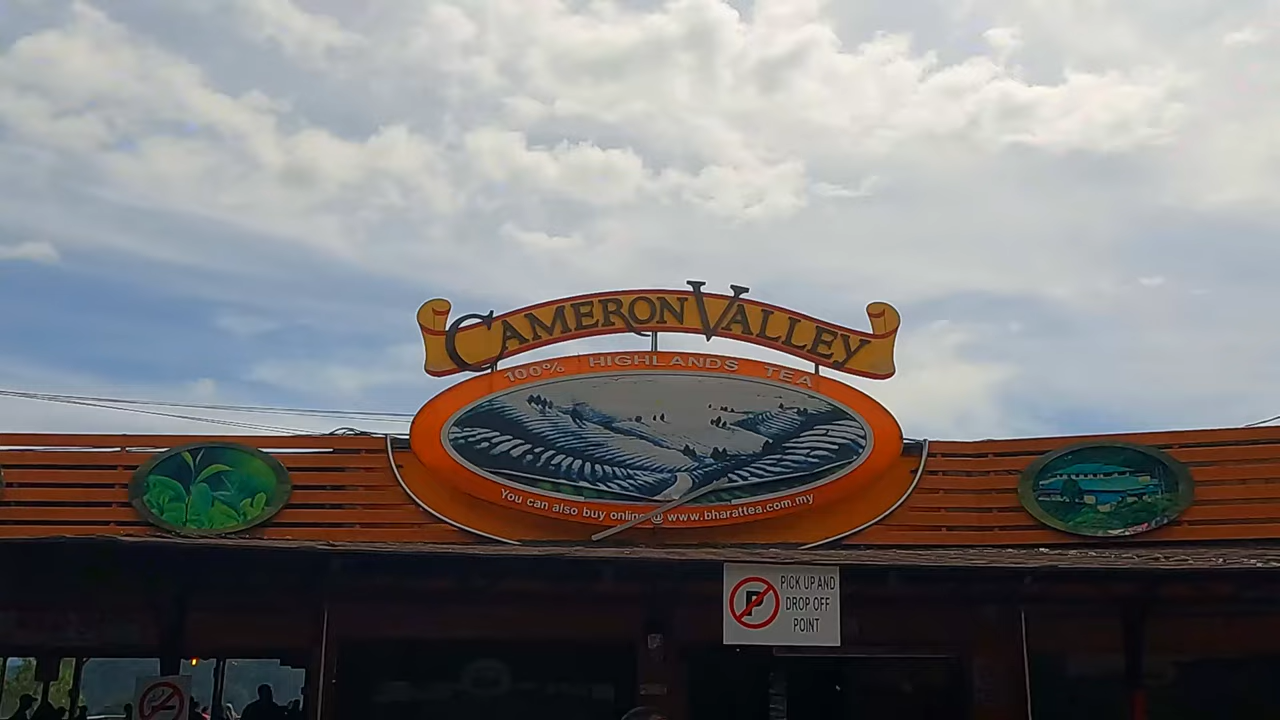 CAMERON VALLEY
100% HIGHLANDS TEA
You can also buy online @ www.bharattea.com.my
PICK UP AND
DROP OFF
POINT
P